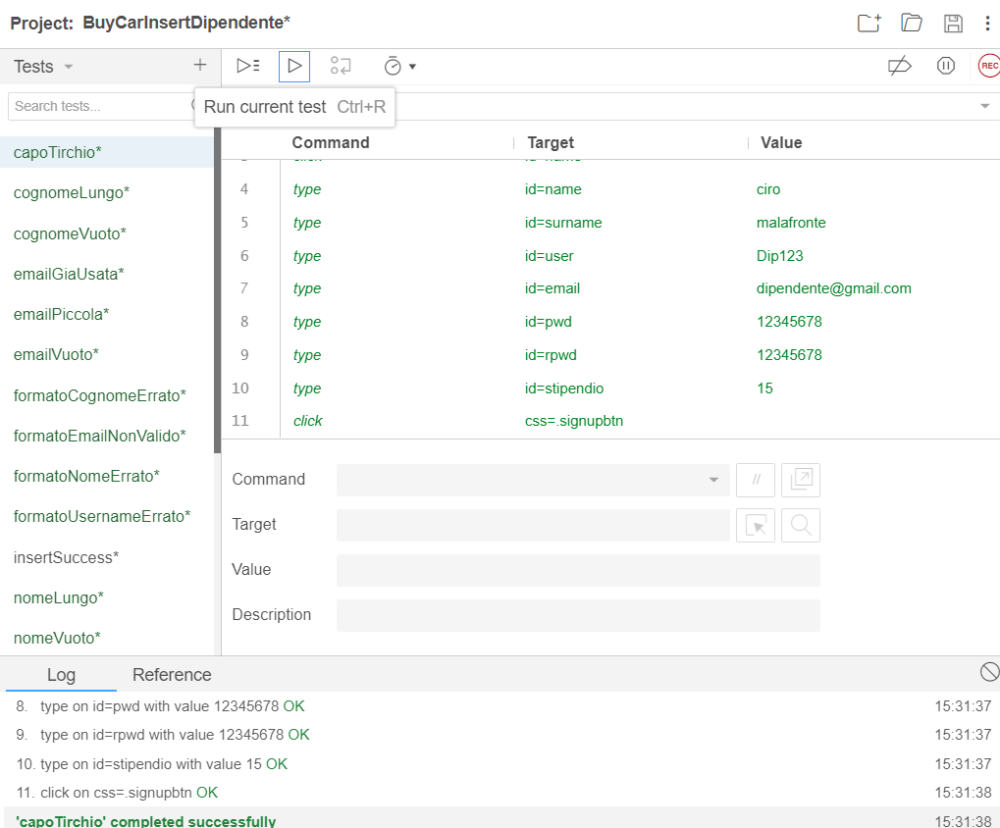 Project: BuyCarInsertDipendente*
Tests
REC
Search tests...
Run current test Ctrl+R
Command Target Value
capoTirchio*
cognomeLungo*
cognomeVuoto*
emailGiaUsata*
emailPiccola*
emailVuoto*
formatoCognomeErrato*
formatoEmailNonValido*
formatoNomeErrato*
formatoUsernameErrato*
insertSuccess*
nomeLungo*
nomeVuoto*
4 type id=name ciro
5 type id=surname malafronte
6 type id=user Dip123
7 type id=email dipendente@gmail.com
8 type id=pwd 12345678
9 type id=rpwd 12345678
10 type id=stipendio 15
11 click css=.signupbtn
Command //
Target
Value
Description
Log Reference
8. type on id=pwd with value 12345678 OK 15:31:37
9. type on id=rpwd with value 12345678 OK 15:31:37
10. type on id=stipendio with value 15 OK 15:31:37
11. click on css=.signupbtn OK 15:31:38
'capoTirchio' completed successfully 15:31:38